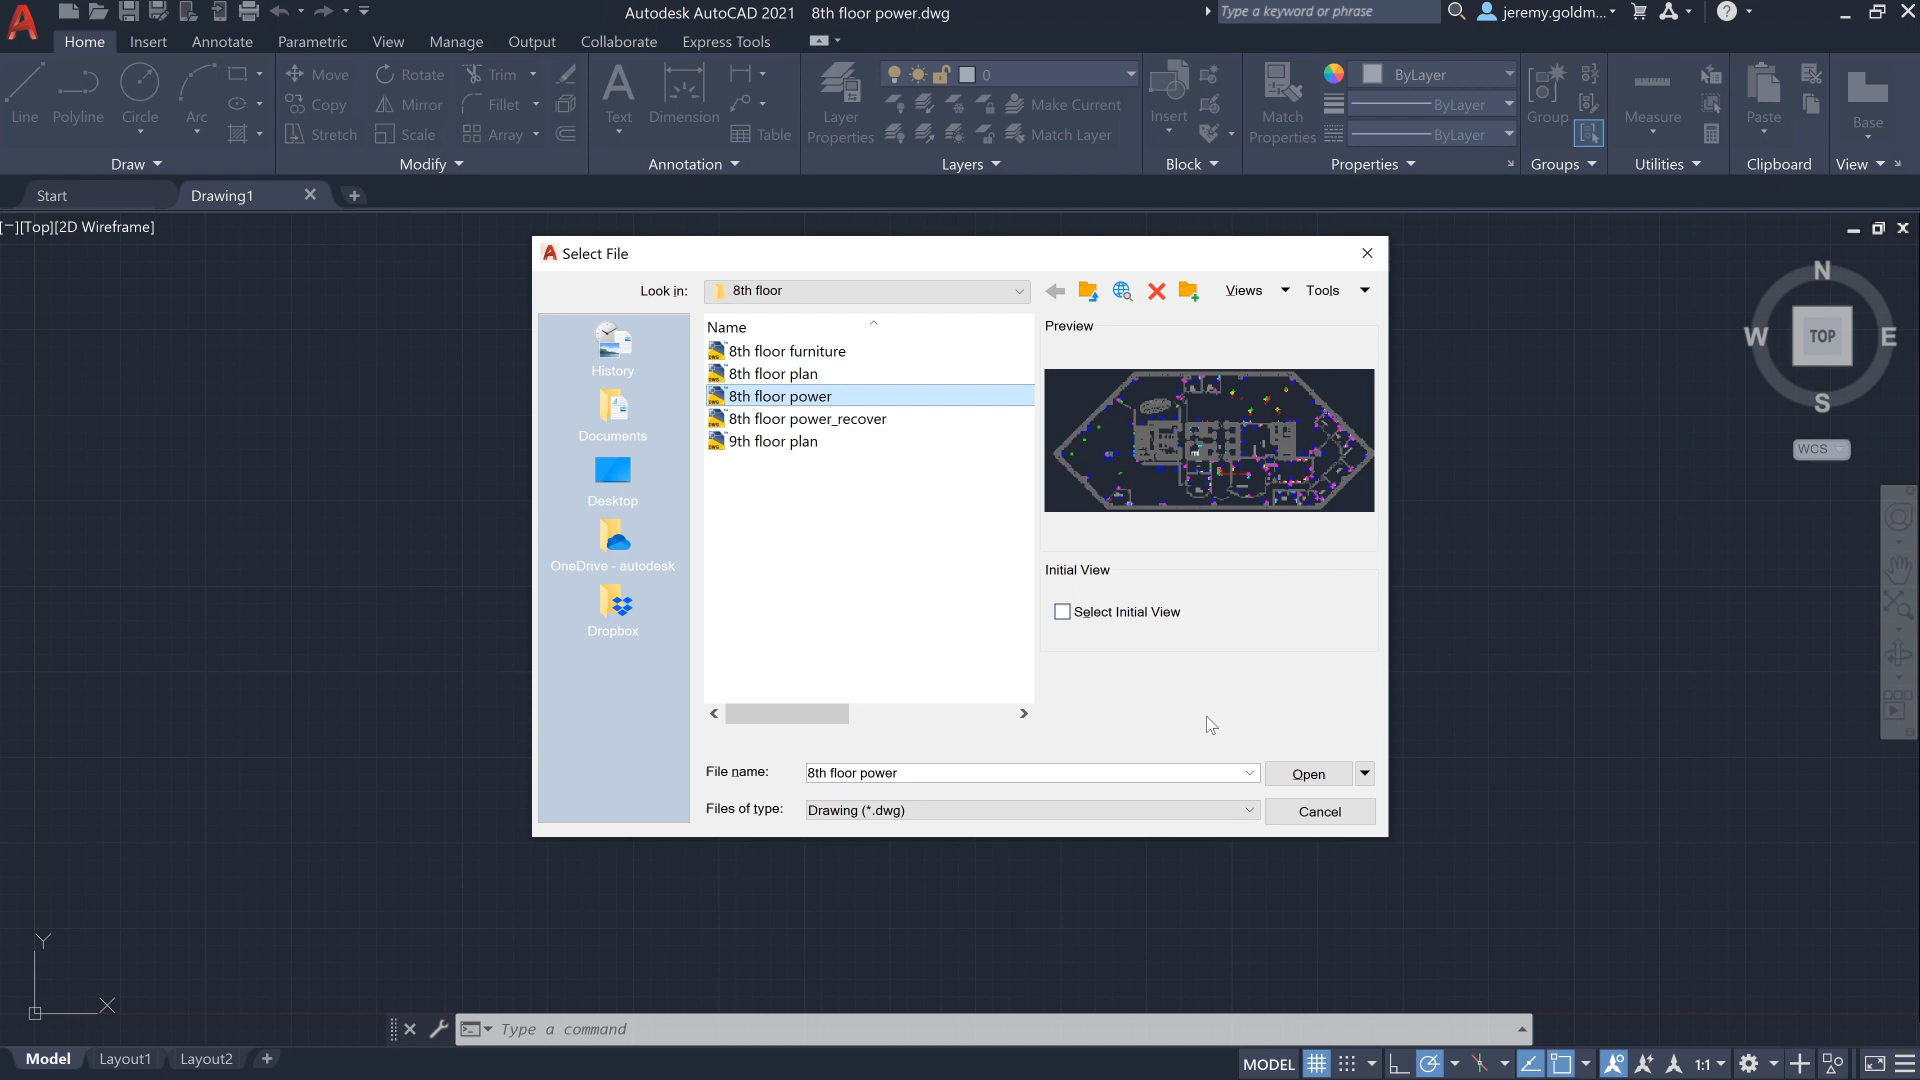 Autodesk AutoCAD 2021 8th floor power.dwg
Type a keyword or phrase
jeremy.goldm...
Home Insert Annotate Parametric View Manage Output Collaborate Express Tools
Line Polyline Circle Arc
Move Rotate Trim
Copy Mirror Fillet
Stretch Scale Array
Text Dimension
Table
Layer
Properties
0
Make Current
Match Layer
Insert
Match
Properties
ByLayer
ByLayer
ByLayer
Group
Measure
Paste
Base
Draw Modify Annotation Layers Block Properties Groups Utilities Clipboard View
Start Drawing1
[−][Top][2D Wireframe]
N
W TOP E
S
WCS
Select File
Look in: 8th floor Views Tools
History
Documents
Desktop
OneDrive - autodesk
Dropbox
Name
8th floor furniture
8th floor plan
8th floor power
8th floor power_recover
9th floor plan
Preview
Initial View
Select Initial View
File name: 8th floor power Open
Files of type: Drawing (*.dwg) Cancel
Y
X
Type a command
Model Layout1 Layout2
MODEL 1:1